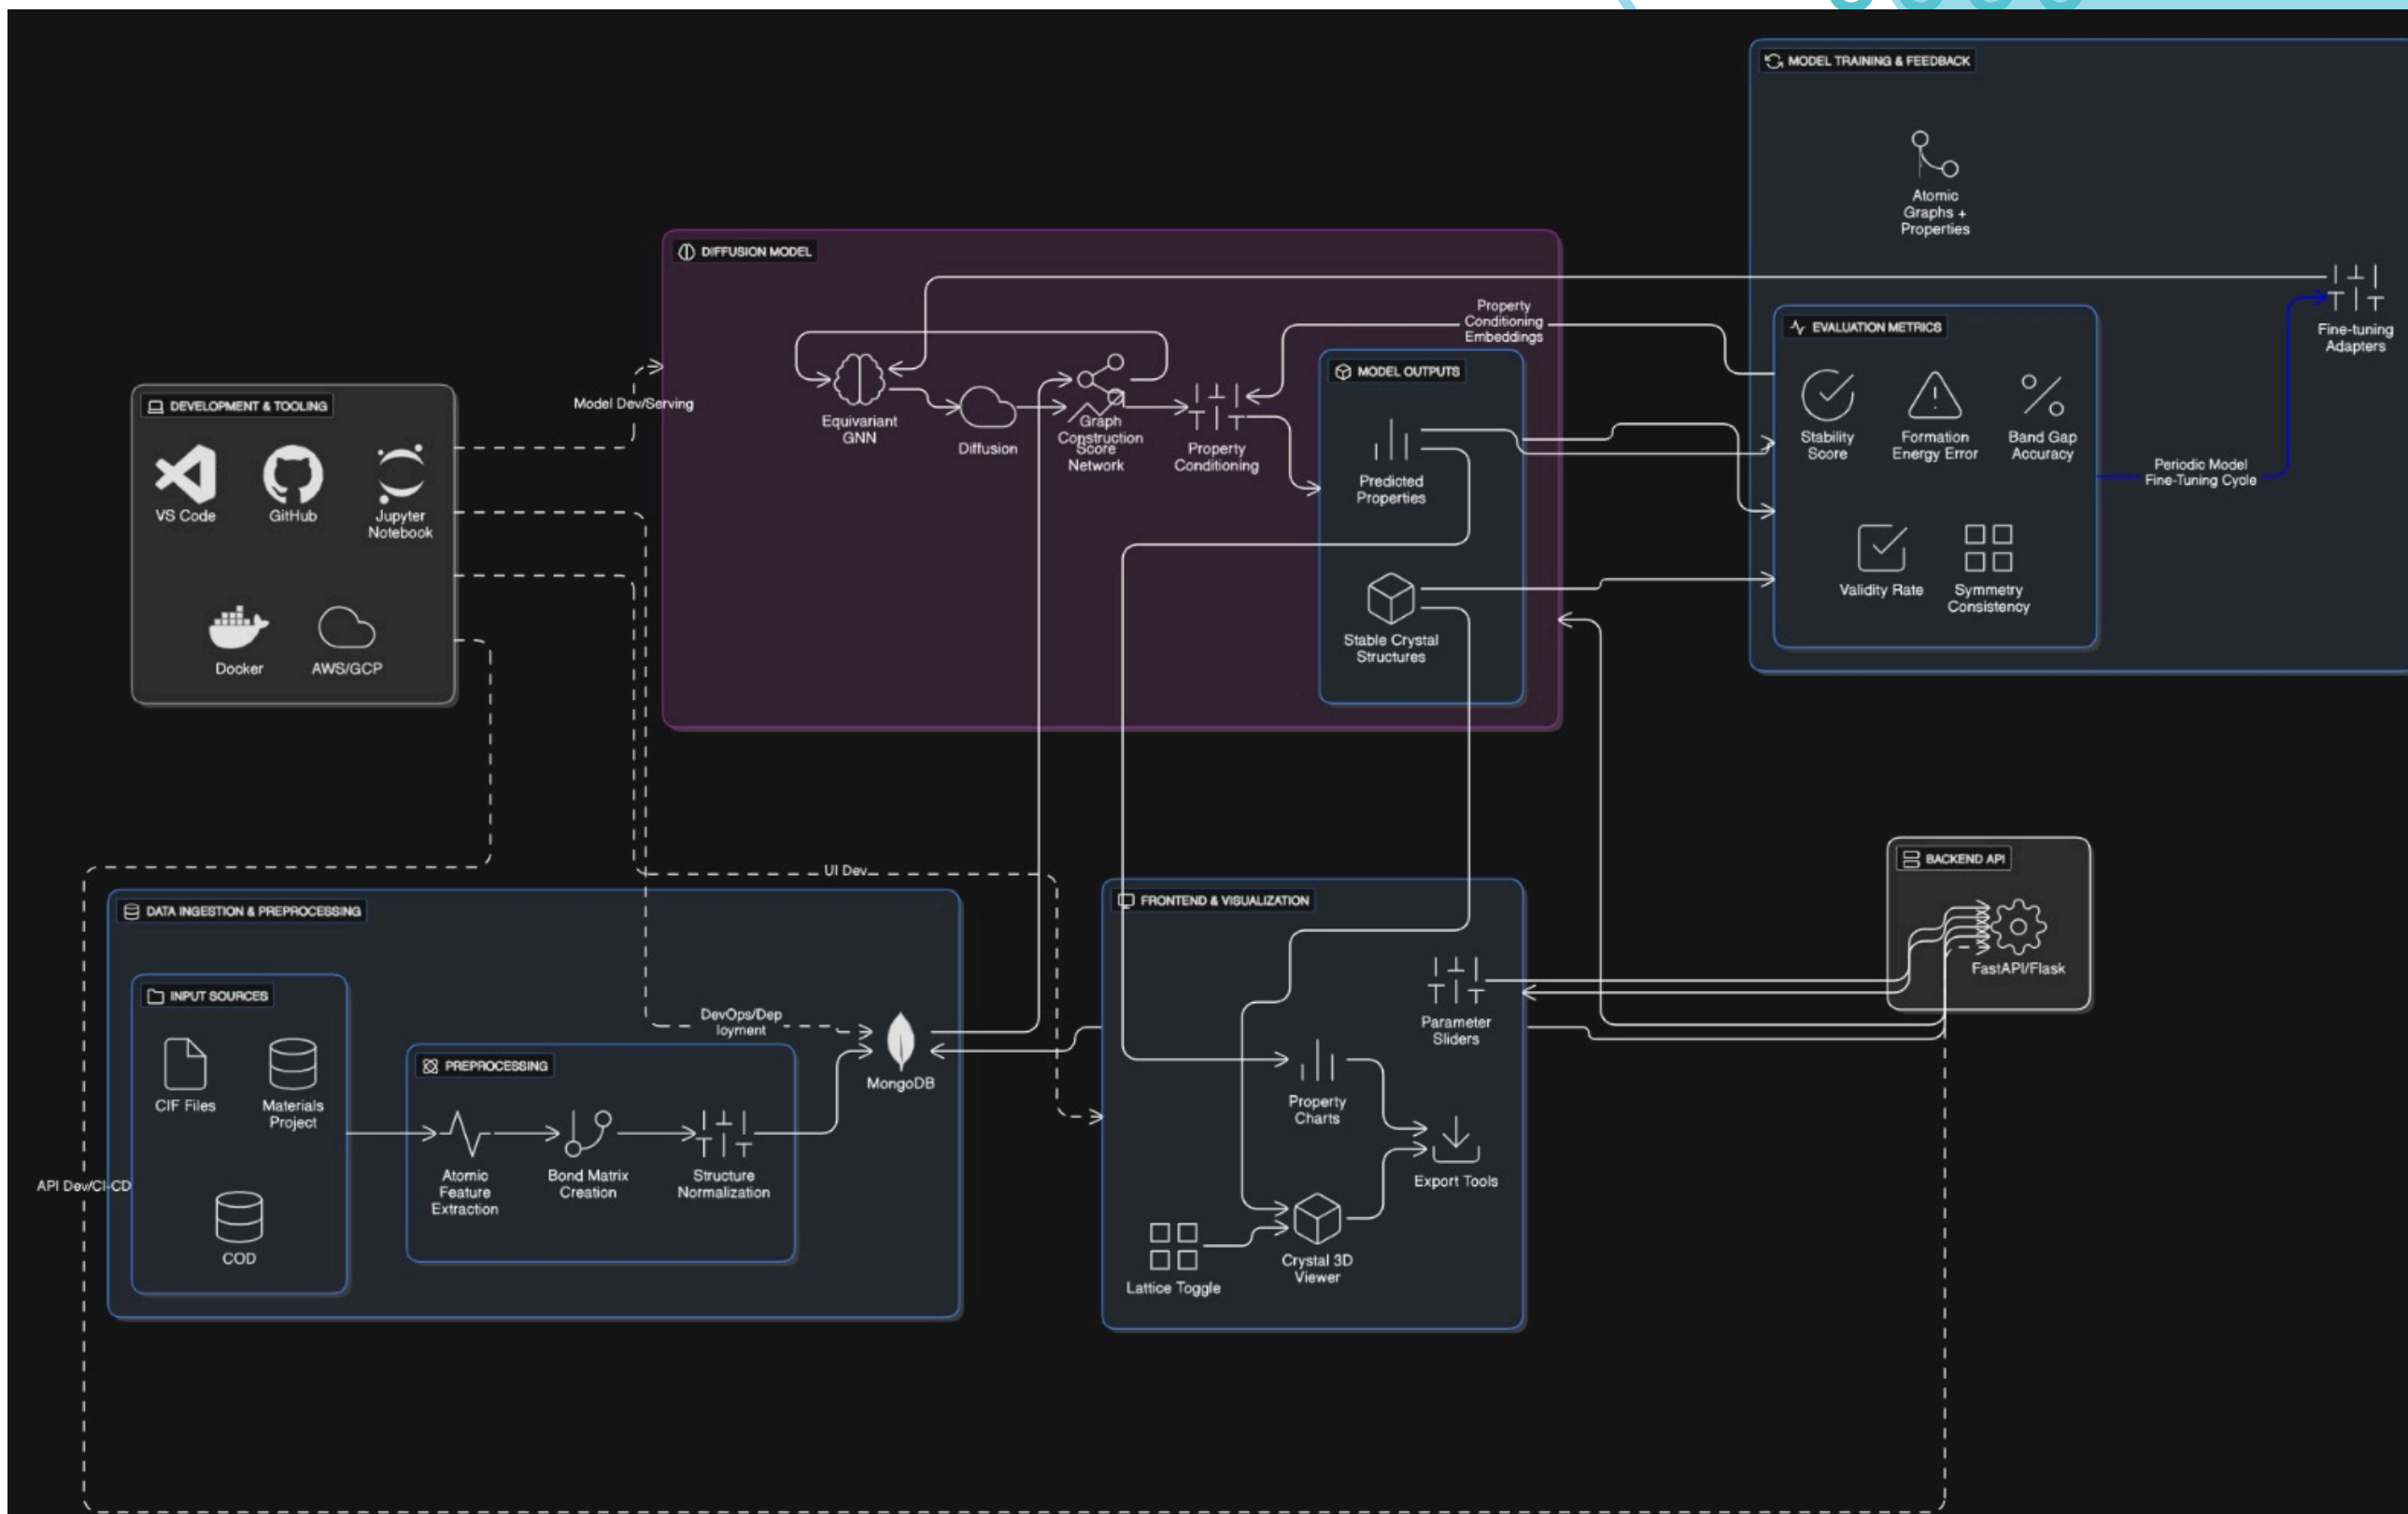 MODEL TRAINING & FEEDBACK
Atomic
Graphs +
Properties
Fine-tuning
Adapters
EVALUATION METRICS
Stability
Score
Formation
Energy Error
Band Gap
Accuracy
Validity Rate
Symmetry
Consistency
Periodic Model
Fine-Tuning Cycle
DIFFUSION MODEL
Property
Conditioning
Embeddings
Equivariant
GNN
Diffusion
Graph
Construction
Score
Network
Property
Conditioning
MODEL OUTPUTS
Predicted
Properties
Stable Crystal
Structures
Model Dev/Serving
DEVELOPMENT & TOOLING
VS Code
GitHub
Jupyter
Notebook
Docker
AWS/GCP
UI Dev
DATA INGESTION & PREPROCESSING
INPUT SOURCES
CIF Files
Materials
Project
COD
API Dev/CI-CD
PREPROCESSING
Atomic
Feature
Extraction
Bond Matrix
Creation
Structure
Normalization
DevOps/Dep
loyment
MongoDB
FRONTEND & VISUALIZATION
Parameter
Sliders
Property
Charts
Export Tools
Crystal 3D
Viewer
Lattice Toggle
BACKEND API
FastAPI/Flask